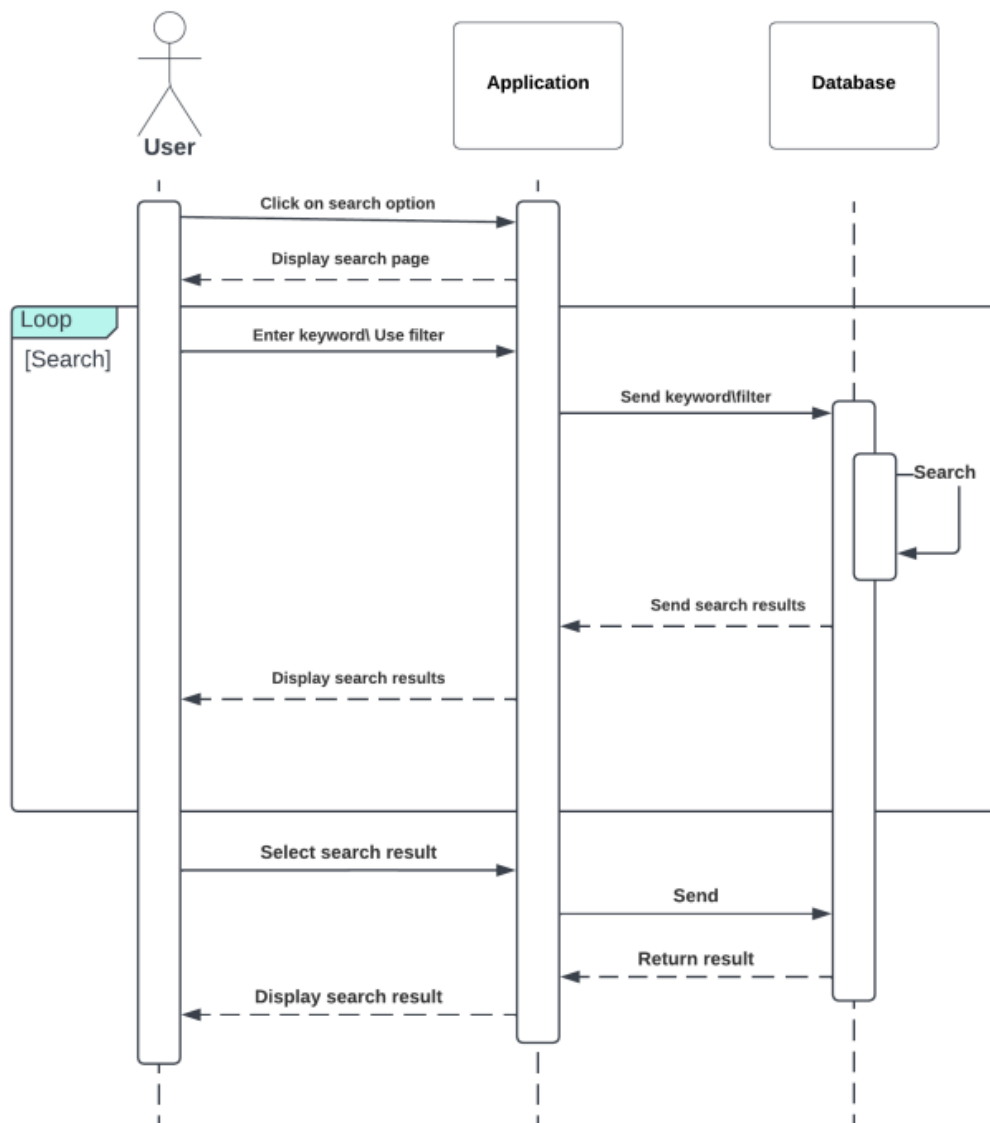 User
Application
Database
Click on search option
Display search page
Loop
[Search]
Enter keyword\ Use filter
Send keyword\filter
Search
Send search results
Display search results
Select search result
Send
Return result
Display search result